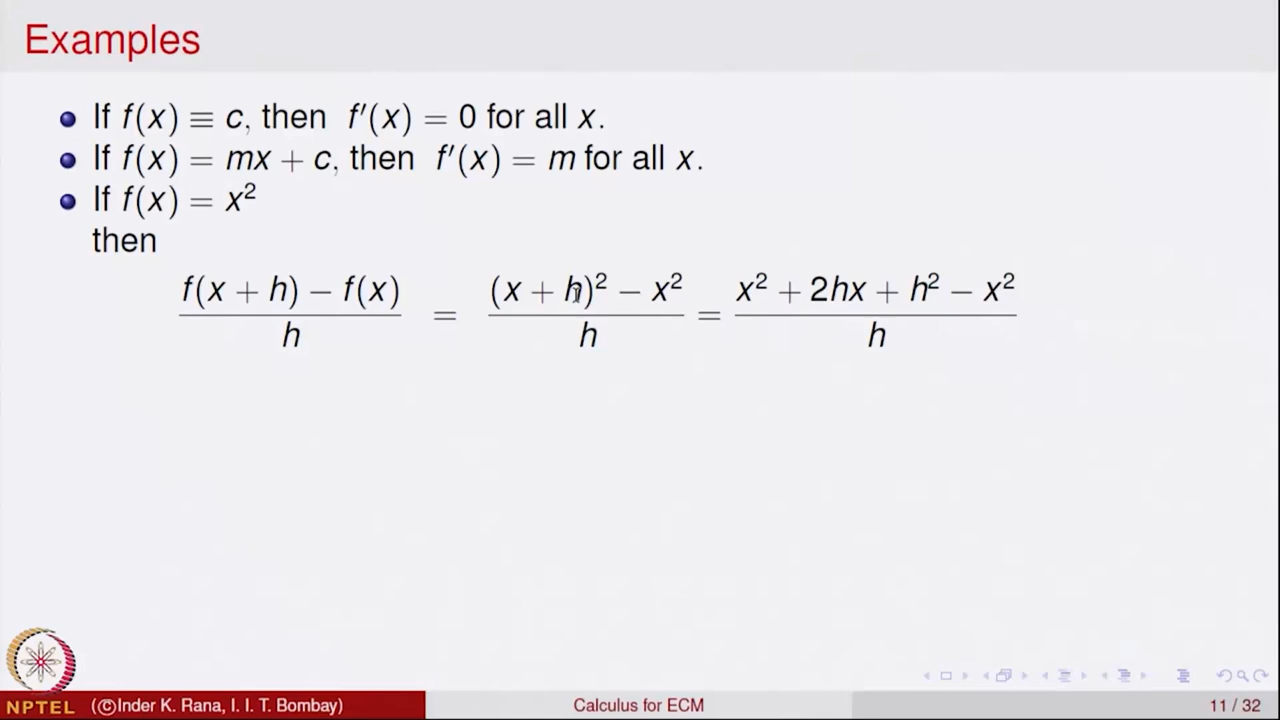 Examples
If f(x) ≡ c, then f′(x) = 0 for all x.
If f(x) = mx + c, then f′(x) = m for all x.
If f(x) = x²
then
f(x + h) − f(x) / h = (x + h)² − x² / h = x² + 2hx + h² − x² / h
NPTEL (©Inder K. Rana, I. I. T. Bombay) Calculus for ECM 11 / 32